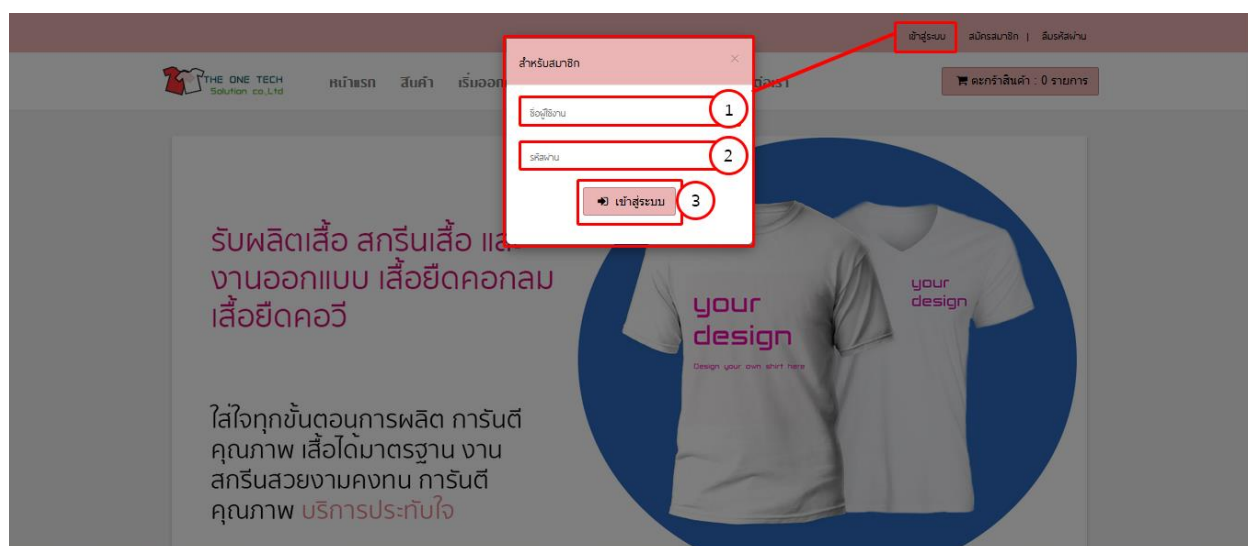 เข้าสู่ระบบ สมัครสมาชิก | ลืมรหัสผ่าน
THE ONE TECH
Solution co.,Ltd
หน้าแรก สินค้า
ตะกร้าสินค้า : 0 รายการ
สำหรับสมาชิก ×
ชื่อผู้ใช้งาน 1
รหัสผ่าน 2
เข้าสู่ระบบ 3
รับผลิตเสื้อ สกรีนเสื้อ
งานออกแบบ เสื้อยืดคอกลม
เสื้อยืดคอวี
ใส่ใจทุกขั้นตอนการผลิต การันตี
คุณภาพ เสื้อได้มาตรฐาน งาน
สกรีนสวยงามคงทน การันตี
คุณภาพ บริการประทับใจ
your
design
Design your own shirt here
your
design